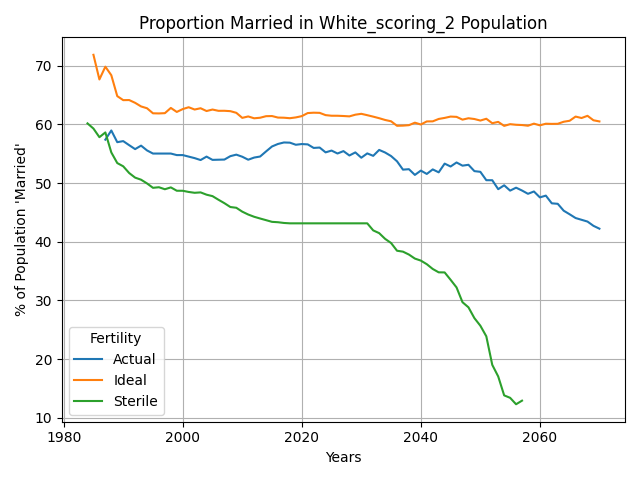 Proportion Married in White_scoring_2 Population
% of Population 'Married'
70
60
50
40
30
20
10
Fertility
Actual
Ideal
Sterile
1980
2000
2020
2040
2060
Years